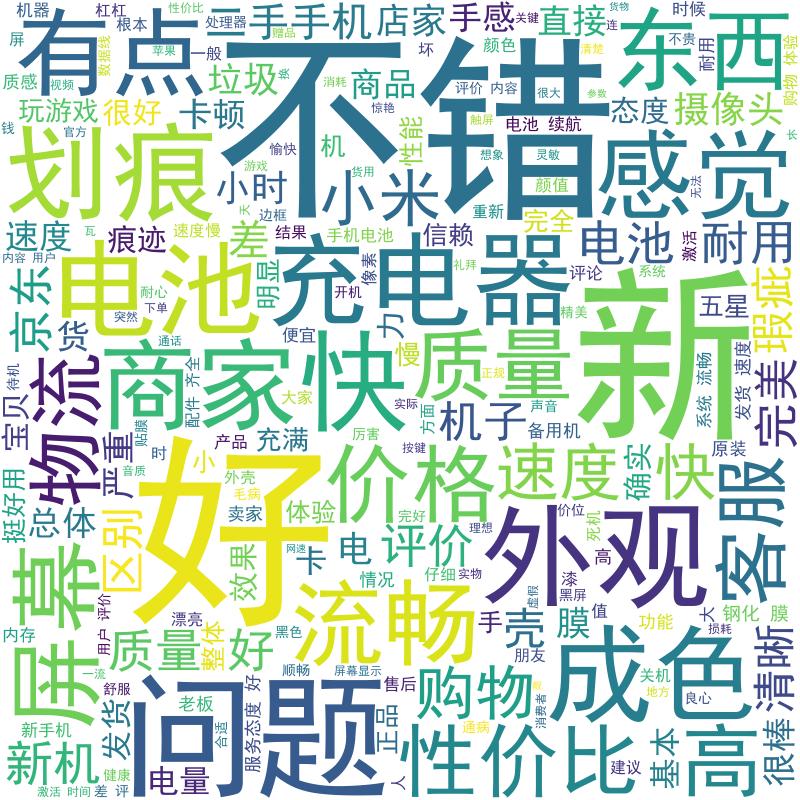 机器
杠杠
性价比
二手手机
店家
手感
关键
时候
货物
有点
屏
苹果
根本
处理器
赠品
直接
连
不贵
体验
东西
不错
质感
视频
数据线
一般
换
坏
颜色
清楚
耐用
购物
垃圾
消耗
商品
评价 内容
很大
参数
玩游戏
很好
卡顿
惊艳
性能
触屏
电池 续航
态度
摄像头
钱
官方
愉快
机
想象
灵敏
长
划痕
游戏
货用
颜值
感觉
无法
小时
小米
重新
天
边框
速度
瓦
速度慢
差
结果
手机电池
信赖
完全
电池
激活
耐用
痕迹
内容 用户
电池
明显
充电器
像素
礼拜
评论
系统
瑕疵
京东
耐心
开机
下单
突然
货
力
精美
五星
便宜
新
宝贝
待机
通话
商家
快
慢
质量
正规
系统 流畅
发货 速度
完美
物流
配件 齐全
大家
实际
方面
声音
机子
备用机
严重
贴膜
时
产品
充满
厉害
原装
挺好用
总体
音质
小
好
外壳
毛病
卖家
体验
按键
价格
速度
快
确实
客服
完好
理想
价位
死机
区别
效果
网速
卡
电
评价
外观
高
屏幕
情况
仔细
实物
漆
黑屏
用户 评价
漂亮
流畅
手
虚假
壳
膜
值
功能
大
损耗
钢化 膜
内存
质量
整体
好
黑色
朋友
成色
清晰
一流
舒服
顺畅
屏幕显示
售后
购物
关机
地方
良心
发货
问题
老板
合适
服务态度 好
正品
通病
消费者
新手机
新机
健康
电量
人
性价比
建议
基本
高
很棒
激活 时间
差 评